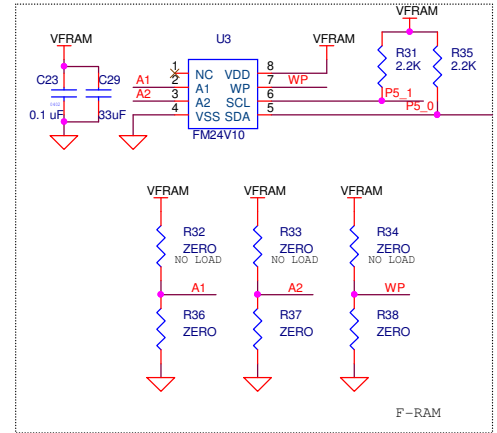 VFRAM
C23
C29
0.1 uF
33uF
U3
A1
A2
1
2
3
4
NC
A1
A2
VSS
VDD
WP
SCL
SDA
8
7
6
5
FM24V10
VFRAM
WP
R31
2.2K
R35
2.2K
P5_1
P5_0
VFRAM
VFRAM
VFRAM
R32
ZERO
NO LOAD
R33
ZERO
NO LOAD
R34
ZERO
NO LOAD
A1
A2
WP
R36
ZERO
R37
ZERO
R38
ZERO
VFRAM
F-RAM